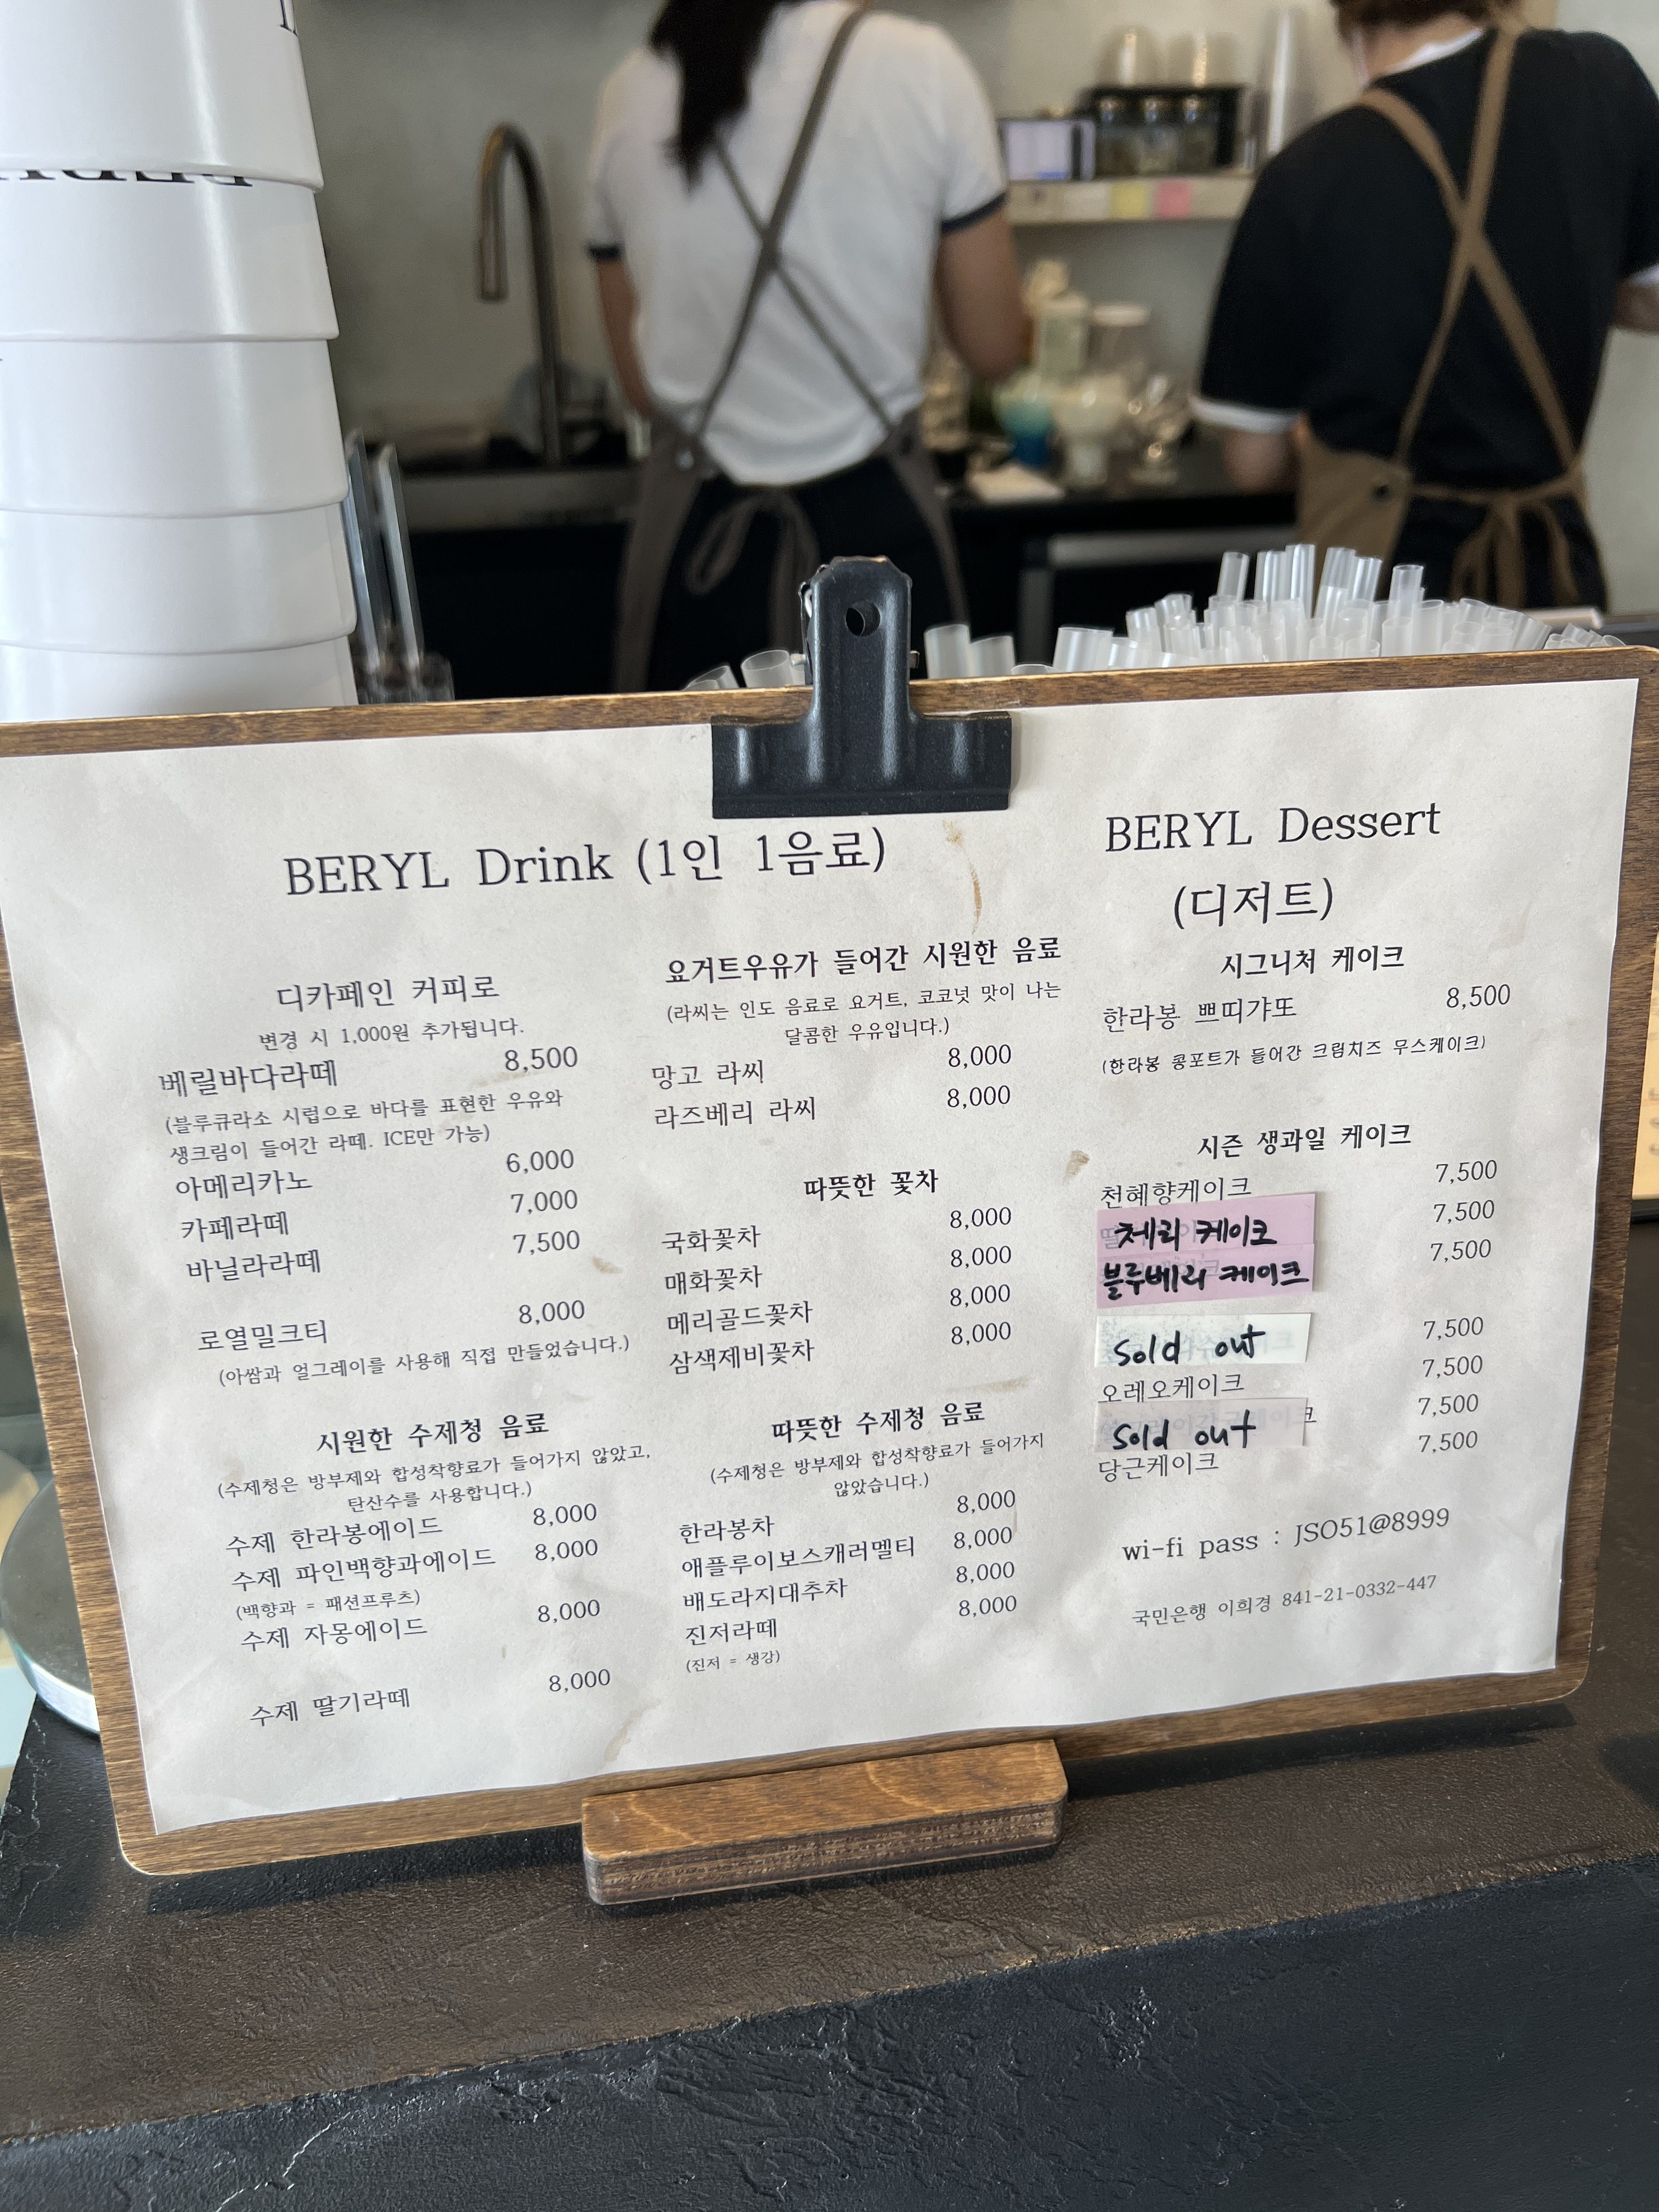 BERYL Drink (1인 1음료)
디카페인 커피로
변경 시 1,000원 추가됩니다.
베릴바다라떼 8,500
(블루큐라소 시럽으로 바다를 표현한 우유와
생크림이 들어간 라떼. ICE만 가능)
아메리카노 6,000
카페라떼 7,000
바닐라라떼 7,500
로열밀크티 8,000
(아쌈과 얼그레이를 사용해 직접 만들었습니다.)
시원한 수제청 음료
(수제청은 방부제와 합성착향료가 들어가지 않았고,
탄산수를 사용합니다.)
수제 한라봉에이드 8,000
수제 파인백향과에이드 8,000
(백향과 = 패션프루츠)
수제 자몽에이드 8,000
수제 딸기라떼 8,000
요거트우유가 들어간 시원한 음료
(라씨는 인도 음료로 요거트, 코코넛 맛이 나는
달콤한 우유입니다.)
망고 라씨 8,000
라즈베리 라씨 8,000
따뜻한 꽃차
국화꽃차 8,000
매화꽃차 8,000
메리골드꽃차 8,000
삼색제비꽃차 8,000
따뜻한 수제청 음료
(수제청은 방부제와 합성착향료가 들어가지
않았습니다.)
한라봉차 8,000
애플루이보스캐러멜티 8,000
배도라지대추차 8,000
진저라떼 8,000
(진저 = 생강)
BERYL Dessert
(디저트)
시그니처 케이크
한라봉 쁘띠갸또 8,500
(한라봉 콩포트가 들어간 크림치즈 무스케이크)
시즌 생과일 케이크
천혜향케이크 7,500
체리 케이크 7,500
블루베리 케이크 7,500
Sold out 7,500
오레오케이크 7,500
Sold out 7,500
당근케이크 7,500
wi-fi pass : JSO51@8999
국민은행 이희경 841-21-0332-447